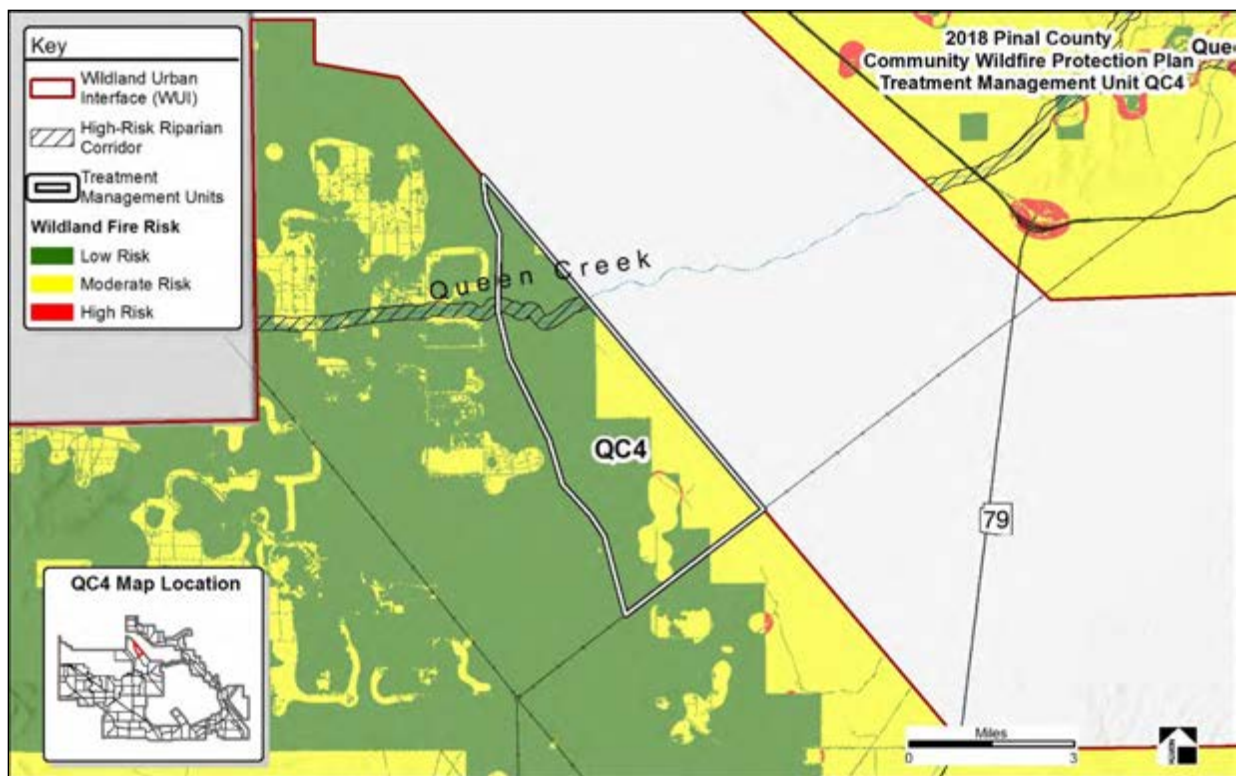 Key
Wildland Urban
Interface (WUI)
High-Risk Riparian
Corridor
Treatment
Management Units
Wildland Fire Risk
Low Risk
Moderate Risk
High Risk
2018 Pinal County
Community Wildfire Protection Plan
Treatment Management Unit QC4
Quee
Queen Creek
QC4
79
QC4 Map Location
Miles
3